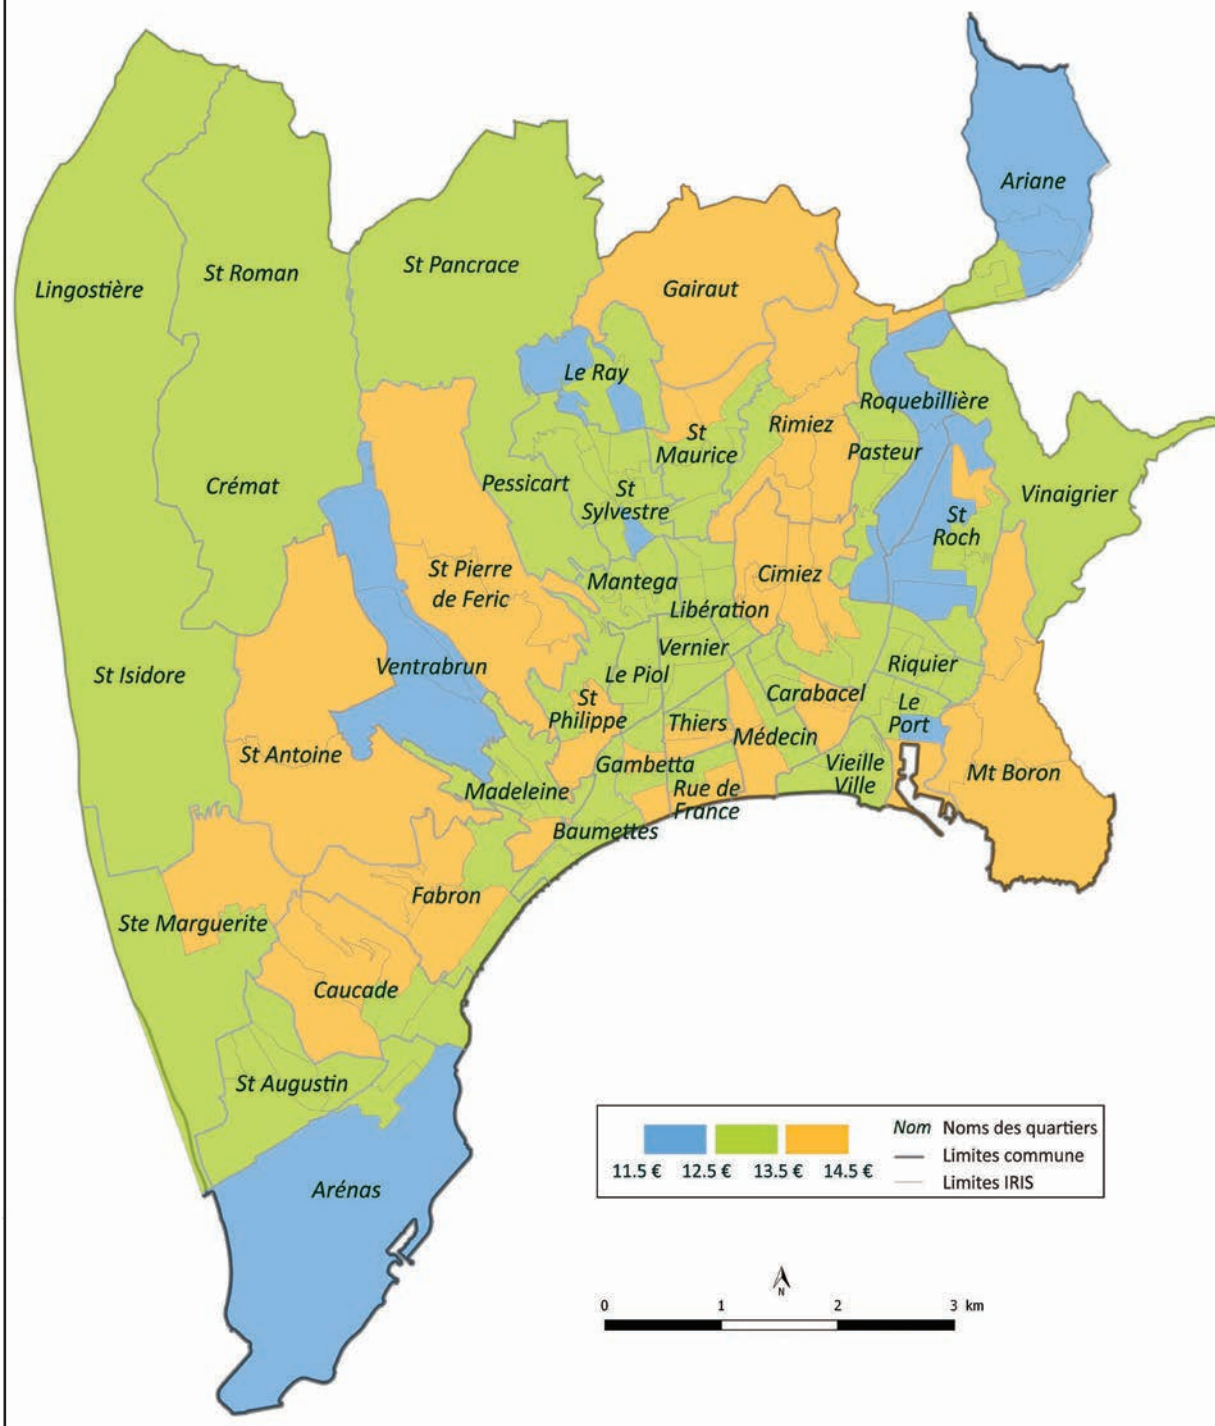 Ariane
St Pancrace
St Roman
Lingostière
Gairaut
Le Ray
Roquebillière
Rimiez
St
Maurice
Pasteur
Pessicart
Crémat
St
Sylvestre
Vinaigrier
St
Roch
St Pierre
de Feric
Mantega
Cimiez
Libération
Vernier
Riquier
Ventrabrun
St Isidore
Le Piol
Carabacel
St
Philippe
Le
Port
Thiers
Médecin
St Antoine
Gambetta
Vieille
Ville
Mt Boron
Madeleine
Rue de
France
Baumettes
Fabron
Ste Marguerite
Caucade
St Augustin
Arénas
11.5 € 12.5 € 13.5 € 14.5 €
Nom Noms des quartiers
Limites commune
Limites IRIS
N
0 1 2 3 km